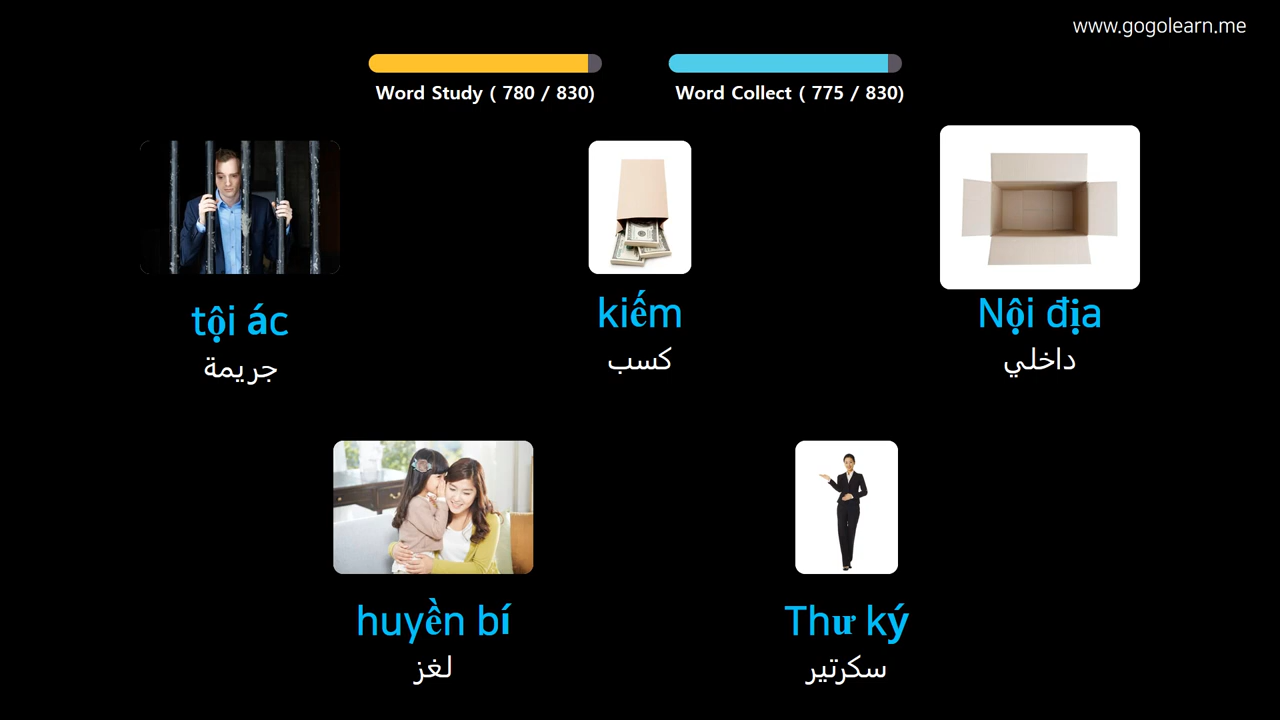 www.gogolearn.me
Word Study ( 780 / 830)
Word Collect ( 775 / 830)
tội ác
جريمة
kiếm
كسب
Nội địa
داخلي
huyền bí
لغز
Thư ký
سكرتير